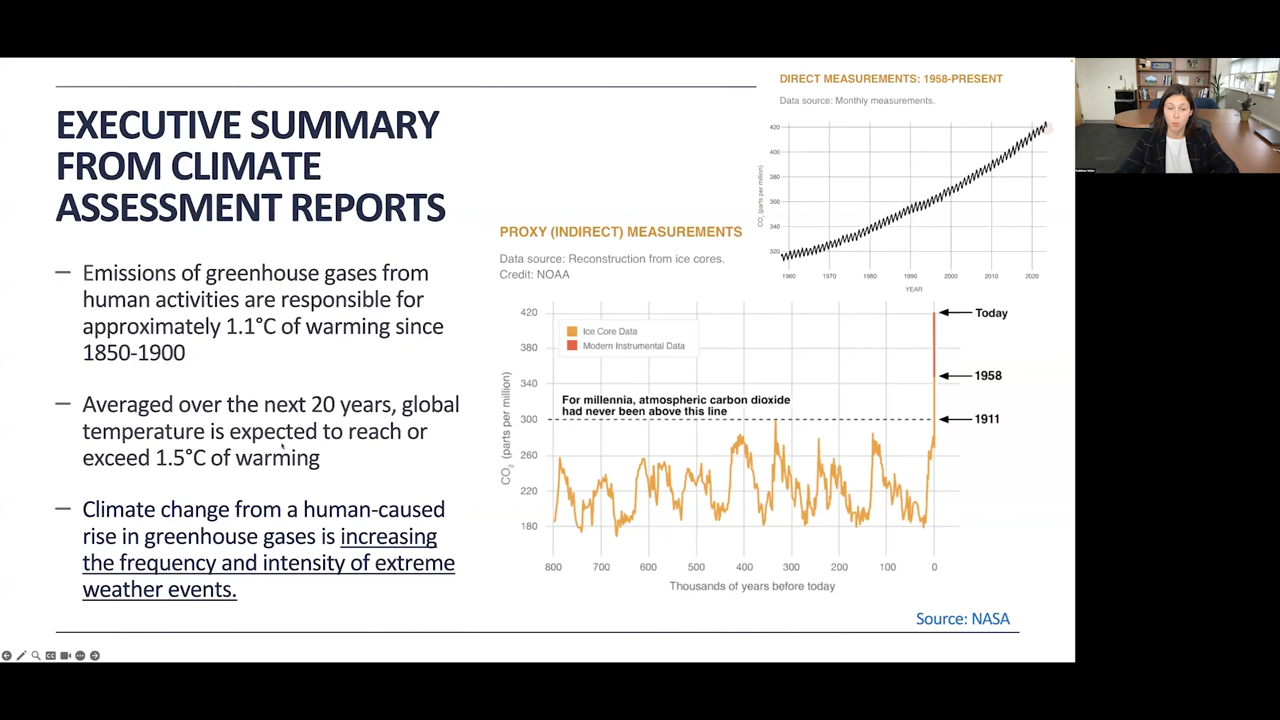 EXECUTIVE SUMMARY
FROM CLIMATE
ASSESSMENT REPORTS
— Emissions of greenhouse gases from
human activities are responsible for
approximately 1.1°C of warming since
1850-1900
— Averaged over the next 20 years, global
temperature is expected to reach or
exceed 1.5°C of warming
— Climate change from a human-caused
rise in greenhouse gases is increasing
the frequency and intensity of extreme
weather events.
DIRECT MEASUREMENTS: 1958-PRESENT
Data source: Monthly measurements.
CO₂ (parts per million)
420
400
380
360
340
320
1960 1970 1980 1990 2000 2010 2020
YEAR
PROXY (INDIRECT) MEASUREMENTS
Data source: Reconstruction from ice cores.
Credit: NOAA
CO₂ (parts per million)
420
380
340
300
260
220
180
Ice Core Data
Modern Instrumental Data
For millennia, atmospheric carbon dioxide
had never been above this line
Today
1958
1911
800 700 600 500 400 300 200 100 0
Thousands of years before today
Source: NASA